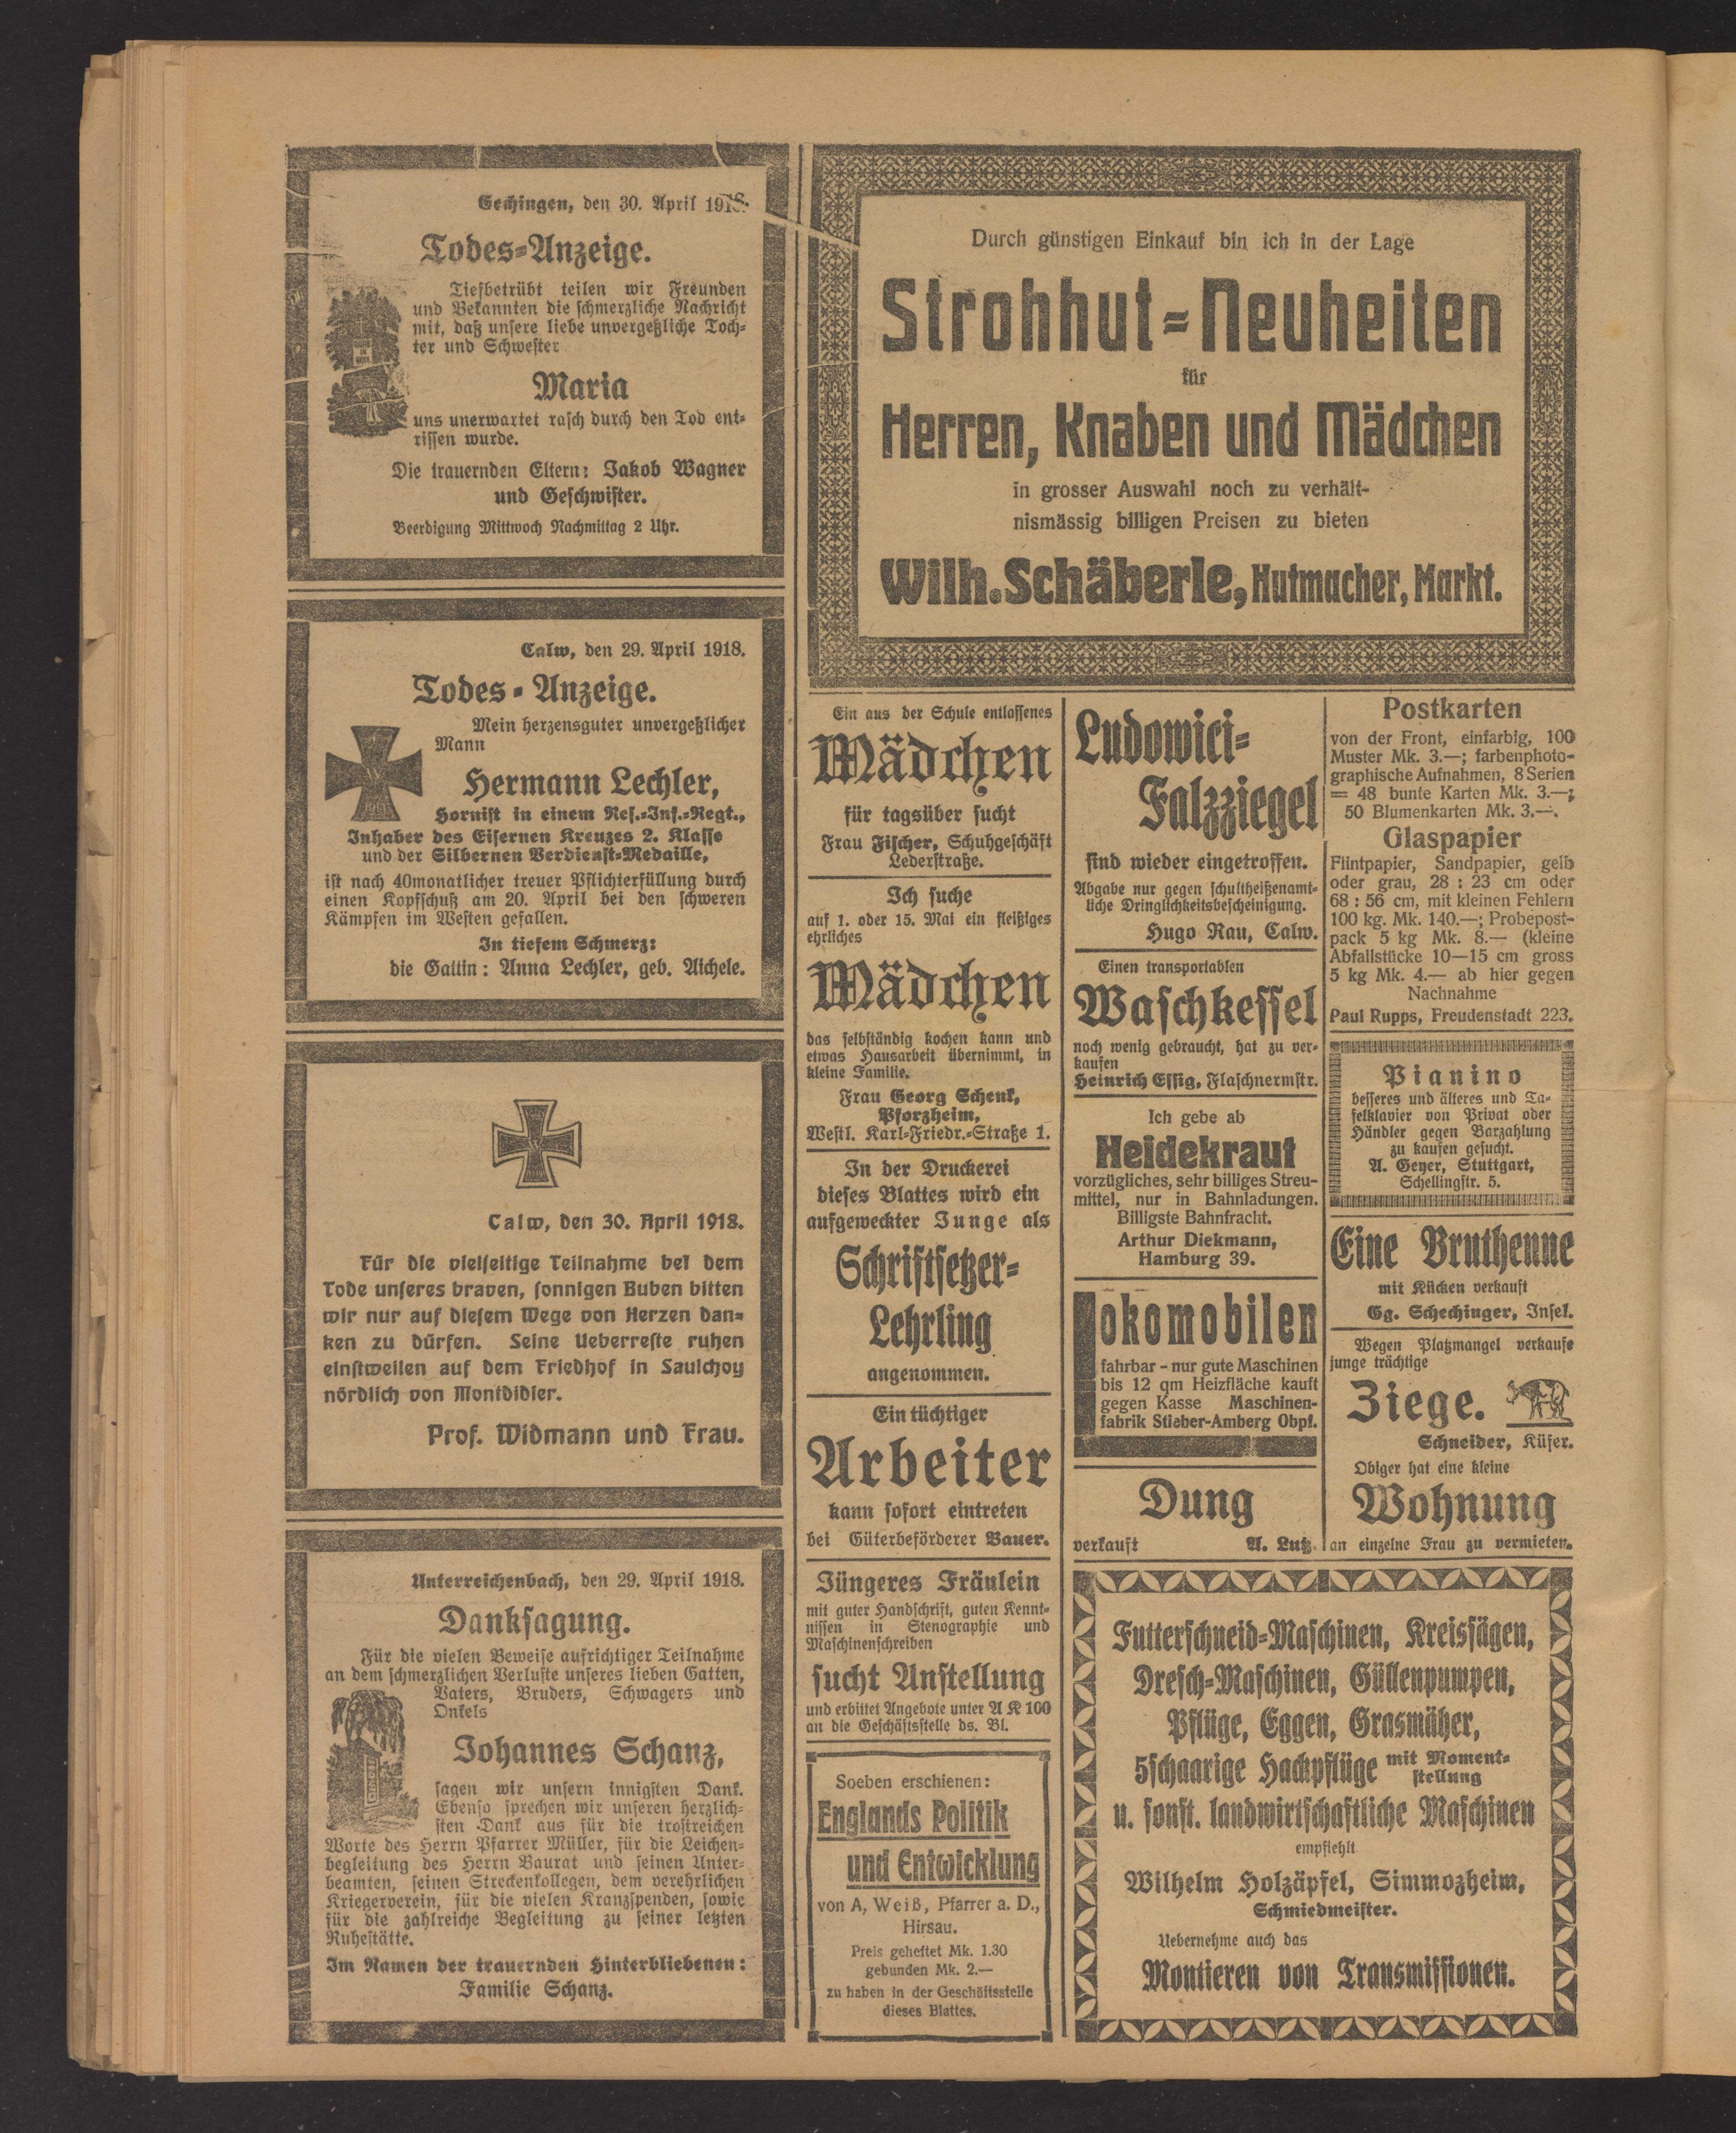 Gechingen, den 30. April 1918.
Todes-Anzeige.
Tiefbetrübt teilen wir Freunden
und Bekannten die schmerzliche Nachricht
mit, daß unsere liebe unvergeßliche Toch-
ter und Schwester
Maria
uns unerwartet rasch durch den Tod ent-
rissen wurde.
Die trauernden Eltern: Jakob Wagner
und Geschwister.
Beerdigung Mittwoch Nachmittag 2 Uhr.
Calw, den 29. April 1918.
Todes-Anzeige.
Mein herzensguter unvergeßlicher
Mann
Hermann Lechler,
Hornist in einem Res.-Inf.-Regt.,
Inhaber des Eisernen Kreuzes 2. Klasse
und der Silbernen Verdienst-Medaille,
ist nach 40monatlicher treuer Pflichterfüllung durch
einen Kopfschuß am 20. April bei den schweren
Kämpfen im Westen gefallen.
In tiefem Schmerz:
die Gattin: Anna Lechler, geb. Aichele.
Calw, den 30. April 1918.
Für die vielseitige Teilnahme bei dem
Tode unseres braven, sonnigen Buben bitten
wir nur auf diesem Wege von Herzen dan-
ken zu dürfen. Seine Ueberreste ruhen
einstweilen auf dem Friedhof in Saulchoy
nördlich von Montdidier.
Prof. Widmann und Frau.
Unterreichenbach, den 29. April 1918.
Danksagung.
Für die vielen Beweise aufrichtiger Teilnahme
an dem schmerzlichen Verluste unseres lieben Gatten,
Vaters, Bruders, Schwagers und
Onkels
Johannes Schanz,
sagen wir unsern innigsten Dank.
Ebenso sprechen wir unseren herzlich-
sten Dank aus für die trostreichen
Worte des Herrn Pfarrer Müller, für die Leichen-
begleitung des Herrn Baurat und seinen Unter-
beamten, seinen Streckenkollegen, dem verehrlichen
Kriegerverein, für die vielen Kranzspenden, sowie
für die zahlreiche Begleitung zu seiner letzten
Ruhestätte.
Im Namen der trauernden Hinterbliebenen:
Familie Schanz.
Durch günstigen Einkauf bin ich in der Lage
Strohhut-Neuheiten
für
Herren, Knaben und Mädchen
in grosser Auswahl noch zu verhält-
nismässig billigen Preisen zu bieten
Wilh. Schäberle, Hutmacher, Markt.
Ein aus der Schule entlassenes
Mädchen
für tagsüber sucht
Frau Fischer, Schuhgeschäft
Lederstraße.
Ich suche
auf 1. oder 15. Mai ein fleißiges
ehrliches
Mädchen
das selbständig kochen kann und
etwas Hausarbeit übernimmt, in
kleine Familie.
Frau Georg Schenk,
Pforzheim,
Westl. Karl-Friedr.-Straße 1.
In der Druckerei
dieses Blattes wird ein
aufgeweckter Junge als
Schriftsetzer-
Lehrling
angenommen.
Ein tüchtiger
Arbeiter
kann sofort eintreten
bei Güterbeförderer Bauer.
Jüngeres Fräulein
mit guter Handschrift, guten Kennt-
nissen in Stenographie und
Maschinenschreiben
sucht Anstellung
und erbittet Angebote unter A K 100
an die Geschäftsstelle ds. Bl.
Soeben erschienen:
Englands Politik
und Entwicklung
von A, Weiß, Pfarrer a. D.,
Hirsau.
Preis geheftet Mk. 1.30
gebunden Mk. 2.—
zu haben in der Geschäftsstelle
dieses Blattes.
Ludowici-
Falzziegel
sind wieder eingetroffen.
Abgabe nur gegen schultheißenamt-
liche Dringlichkeitsbescheinigung.
Hugo Rau, Calw.
Einen transportablen
Waschkessel
noch wenig gebraucht, hat zu ver-
kaufen
Heinrich Essig, Flaschnermstr.
Ich gebe ab
Heidekraut
vorzügliches, sehr billiges Streu-
mittel, nur in Bahnladungen.
Billigste Bahnfracht.
Arthur Diekmann,
Hamburg 39.
Lokomobilen
fahrbar - nur gute Maschinen
bis 12 qm Heizfläche kauft
gegen Kasse Maschinen-
fabrik Stieber-Amberg Obpf.
Dung
verkauft A. Lutz.
Postkarten
von der Front, einfarbig, 100
Muster Mk. 3.—; farbenphoto-
graphische Aufnahmen, 8 Serien
= 48 bunte Karten Mk. 3.—;
50 Blumenkarten Mk. 3.—.
Glaspapier
Flintpapier, Sandpapier, gelb
oder grau, 28 : 23 cm oder
68 : 56 cm, mit kleinen Fehlern
100 kg. Mk. 140.—; Probepost-
pack 5 kg Mk. 8.— (kleine
Abfallstücke 10—15 cm gross
5 kg Mk. 4.— ab hier gegen
Nachnahme
Paul Rupps, Freudenstadt 223.
Pianino
besseres und älteres und Ta-
felklavier von Privat oder
Händler gegen Barzahlung
zu kaufen gesucht.
A. Geyer, Stuttgart,
Schellingstr. 5.
Eine Bruthenne
mit Kücken verkauft
Gg. Schechinger, Insel.
Wegen Platzmangel verkaufe
junge trächtige
Ziege.
Schneider, Küfer.
Obiger hat eine kleine
Wohnung
an einzelne Frau zu vermieten.
Futterschneid-Maschinen, Kreissägen,
Dresch-Maschinen, Güllenpumpen,
Pflüge, Eggen, Grasmäher,
5schaarige Hackpflüge mit Moment-
stellung
u. sonst. landwirtschaftliche Maschinen
empfiehlt
Wilhelm Holzäpfel, Simmozheim,
Schmiedmeister.
Uebernehme auch das
Montieren von Transmissionen.